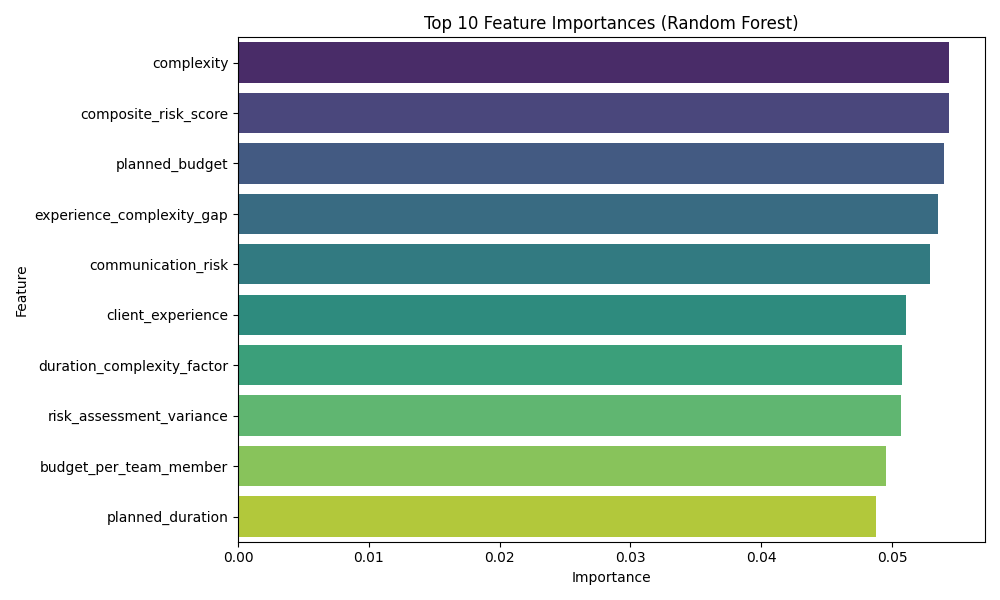 Top 10 Feature Importances (Random Forest)
complexity
composite_risk_score
planned_budget
experience_complexity_gap
communication_risk
client_experience
duration_complexity_factor
risk_assessment_variance
budget_per_team_member
planned_duration
Feature
0.00 0.01 0.02 0.03 0.04 0.05
Importance